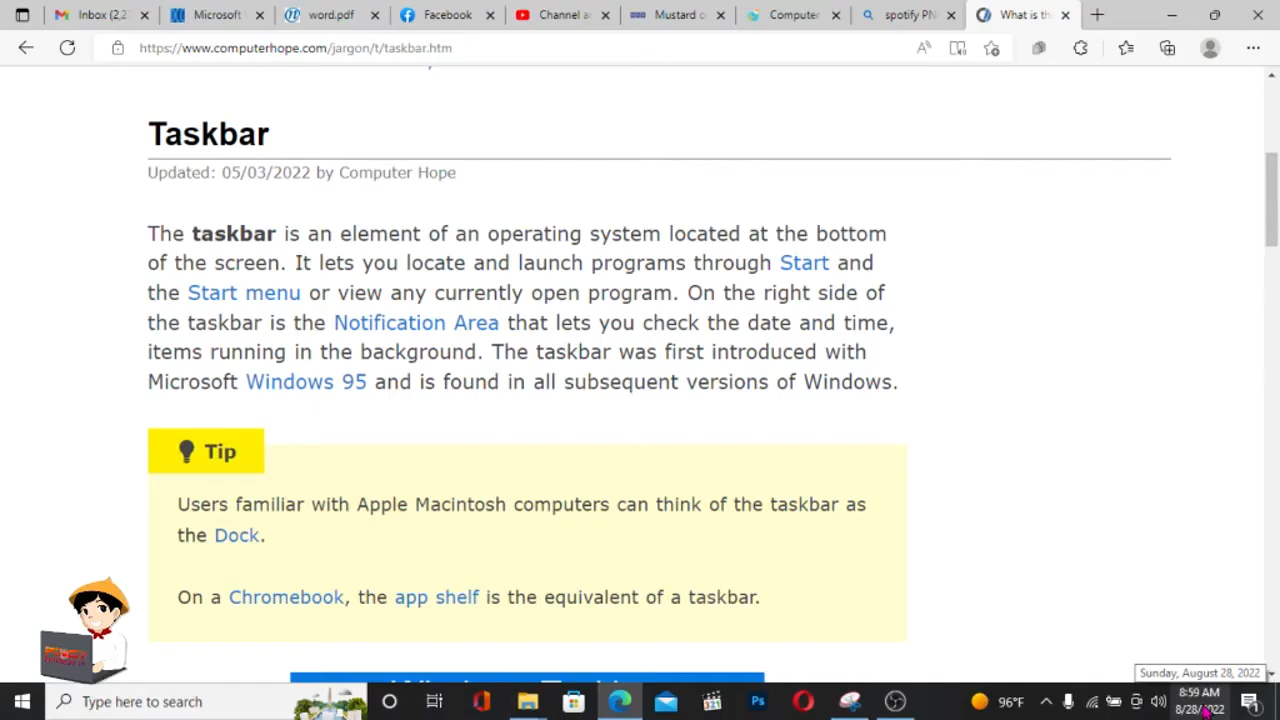 Inbox (2,2
Microsoft
word.pdf
Facebook
Channel a
Mustard c
Computer
spotify PN
What is th
https://www.computerhope.com/jargon/t/taskbar.htm
Taskbar
Updated: 05/03/2022 by Computer Hope
The taskbar is an element of an operating system located at the bottom
of the screen. It lets you locate and launch programs through Start and
the Start menu or view any currently open program. On the right side of
the taskbar is the Notification Area that lets you check the date and time,
items running in the background. The taskbar was first introduced with
Microsoft Windows 95 and is found in all subsequent versions of Windows.
Tip
Users familiar with Apple Macintosh computers can think of the taskbar as
the Dock.
On a Chromebook, the app shelf is the equivalent of a taskbar.
Sunday, August 28, 2022
Type here to search
Ps
96°F
8:59 AM
8/28/2022
1